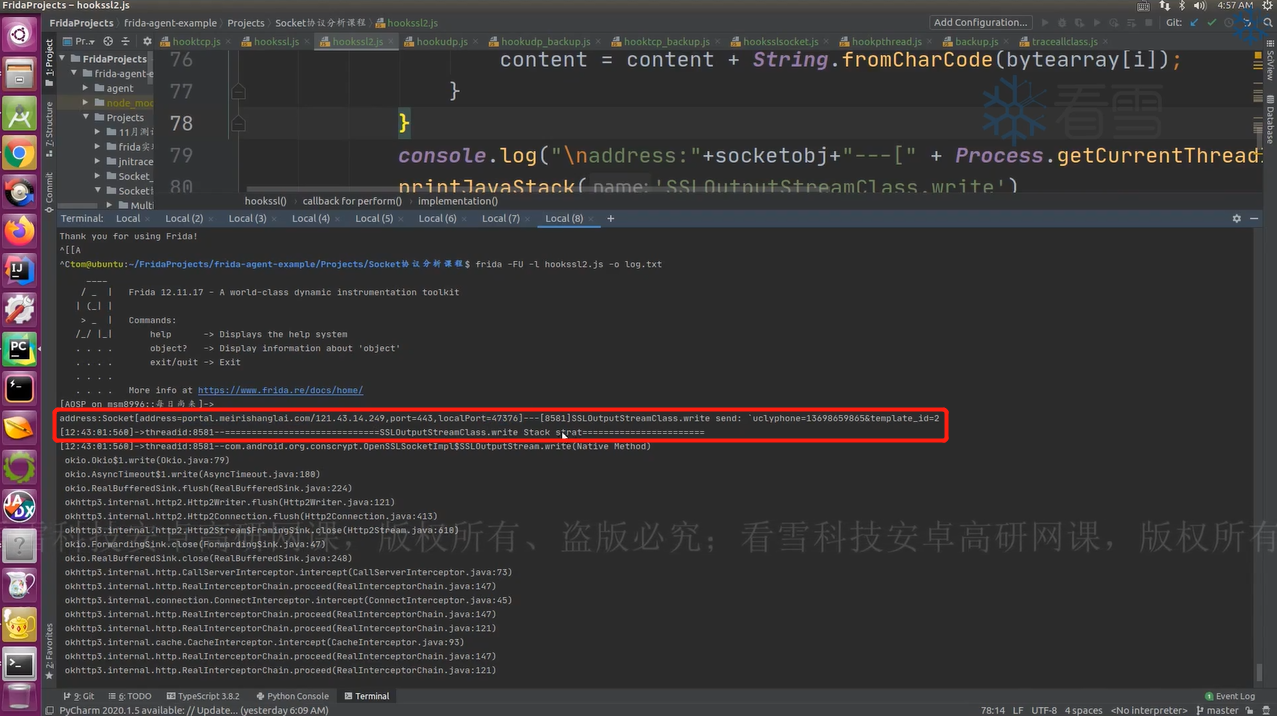 FridaProjects – hookssl2.js
4:57 AM
FridaProjects
frida-agent-example
Projects
Socket协议分析课程
hookssl2.js
Add Configuration...
Git:
Pr..
hooktcp.js
hookssl.js
hookssl2.js
hookudp.js
hookudp_backup.js
hooktcp_backup.js
hooksslsocket.js
hookpthread.js
backup.js
traceallclass.js
1: Project
Structure
Commit
2: Favorites
SciView
Database
FridaProjects
frida-agent-e
agent
node_mod
Projects
11月测试
frida实
jnitrace
Socket_
Socket
Mult
76 content = content + String.fromCharCode(bytearray[i]);
77 }
78 }
79 console.log("\naddress:"+socketobj+"---[" + Process.getCurrentThread
80 printJavaStack( name: 'SSLOutputStreamClass.write')
看雪
hookssl()
callback for perform()
implementation()
Terminal: Local Local (2) Local (3) Local (4) Local (5) Local (6) Local (7) Local (8) +
Thank you for using Frida!
^[[A
^Ctom@ubuntu:~/FridaProjects/frida-agent-example/Projects/Socket协议分析课程$ frida -FU -l hookssl2.js -o log.txt
____
/ _ | Frida 12.11.17 - A world-class dynamic instrumentation toolkit
| (_| |
> _ | Commands:
/_/ |_| help -> Displays the help system
. . . . object? -> Display information about 'object'
. . . . exit/quit -> Exit
. . . .
. . . . More info at https://www.frida.re/docs/home/
[AOSP on msm8996::每日尚来]->
address:Socket[address=portal.meirishanglai.com/121.43.14.249,port=443,localPort=47376]---[8581]SSLOutputStreamClass.write send: `uclyphone=13698659865&template_id=2
[12:43:01:560]->threadid:8581--=============================SSLOutputStreamClass.write Stack strat=======================
[12:43:01:560]->threadid:8581--com.android.org.conscrypt.OpenSSLSocketImpl$SSLOutputStream.write(Native Method)
okio.Okio$1.write(Okio.java:79)
okio.AsyncTimeout$1.write(AsyncTimeout.java:180)
okio.RealBufferedSink.flush(RealBufferedSink.java:224)
okhttp3.internal.http2.Http2Writer.flush(Http2Writer.java:121)
okhttp3.internal.http2.Http2Connection.flush(Http2Connection.java:413)
okhttp3.internal.http2.Http2Stream$FramingSink.close(Http2Stream.java:610)
okio.ForwardingSink.close(ForwardingSink.java:47)
okio.RealBufferedSink.close(RealBufferedSink.java:248)
okhttp3.internal.http.CallServerInterceptor.intercept(CallServerInterceptor.java:73)
okhttp3.internal.http.RealInterceptorChain.proceed(RealInterceptorChain.java:147)
okhttp3.internal.connection.ConnectInterceptor.intercept(ConnectInterceptor.java:45)
okhttp3.internal.http.RealInterceptorChain.proceed(RealInterceptorChain.java:147)
okhttp3.internal.http.RealInterceptorChain.proceed(RealInterceptorChain.java:121)
okhttp3.internal.cache.CacheInterceptor.intercept(CacheInterceptor.java:93)
okhttp3.internal.http.RealInterceptorChain.proceed(RealInterceptorChain.java:147)
okhttp3.internal.http.RealInterceptorChain.proceed(RealInterceptorChain.java:121)
看雪科技安卓高研网课，版权所有、盗版必究；看雪科技安卓高研网课，版权所有
9: Git
6: TODO
TypeScript 3.8.2
Python Console
Terminal
Event Log
PyCharm 2020.1.5 available: // Update... (yesterday 6:09 AM)
78:14 LF UTF-8 4 spaces <No interpreter> master